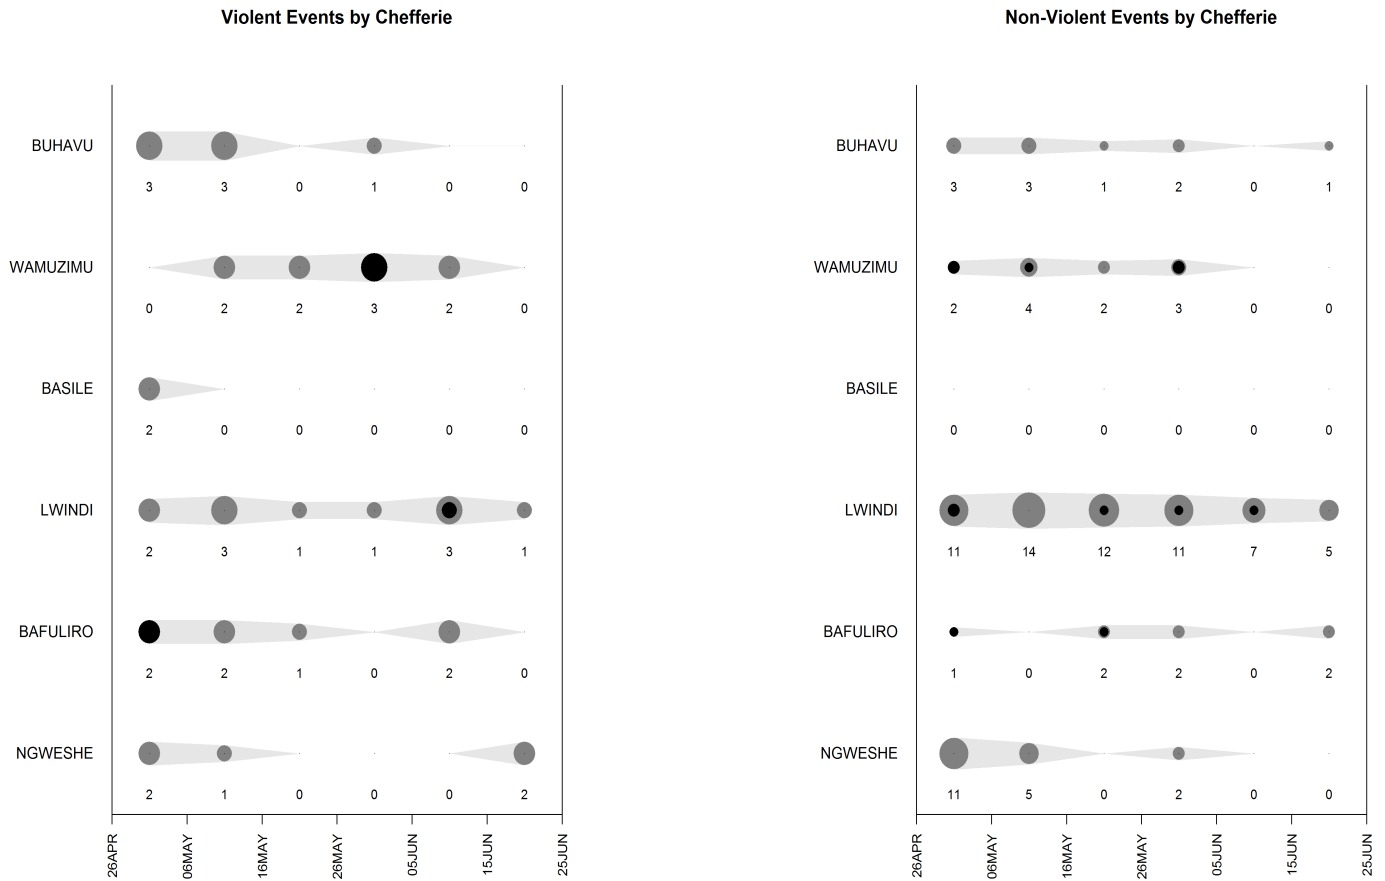 Violent Events by Chefferie
BUHAVU
3 3 0 1 0 0
WAMUZIMU
0 2 2 3 2 0
BASILE
2 0 0 0 0 0
LWINDI
2 3 1 1 3 1
BAFULIRO
2 2 1 0 2 0
NGWESHE
2 1 0 0 0 2
26APR 06MAY 16MAY 26MAY 05JUN 15JUN 25JUN
Non-Violent Events by Chefferie
BUHAVU
3 3 1 2 0 1
WAMUZIMU
2 4 2 3 0 0
BASILE
0 0 0 0 0 0
LWINDI
11 14 12 11 7 5
BAFULIRO
1 0 2 2 0 2
NGWESHE
11 5 0 2 0 0
26APR 06MAY 16MAY 26MAY 05JUN 15JUN 25JUN